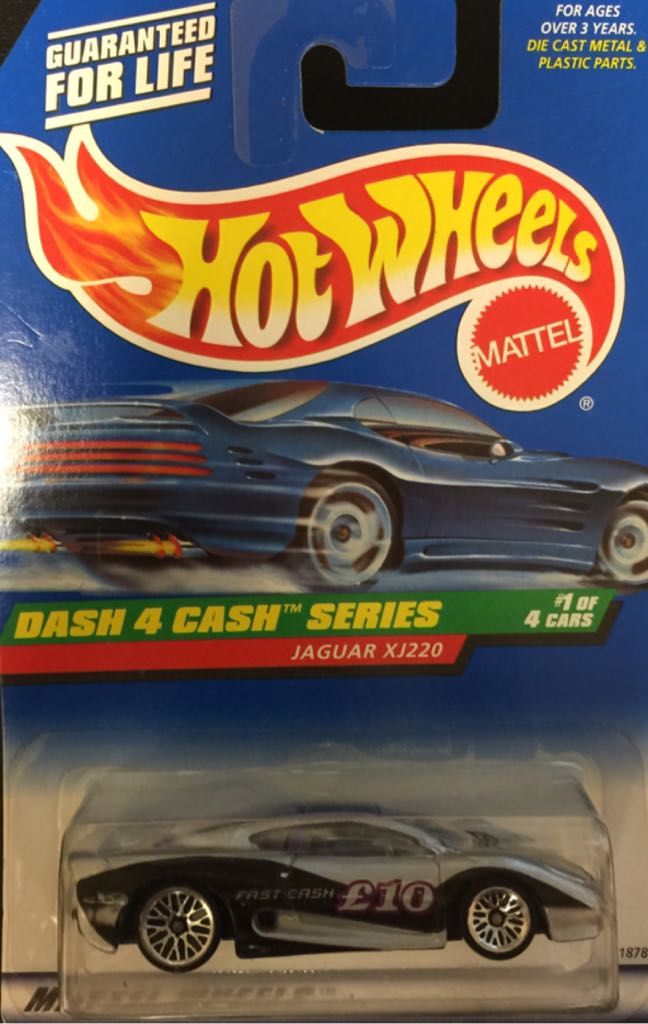 GUARANTEED
FOR LIFE
FOR AGES
OVER 3 YEARS.
DIE CAST METAL &
PLASTIC PARTS.
HOT WHEELS
MATTEL
®
DASH 4 CASH™ SERIES
#1 OF
4 CARS
JAGUAR XJ220
FAST CASH £10
1878
WHEELS™